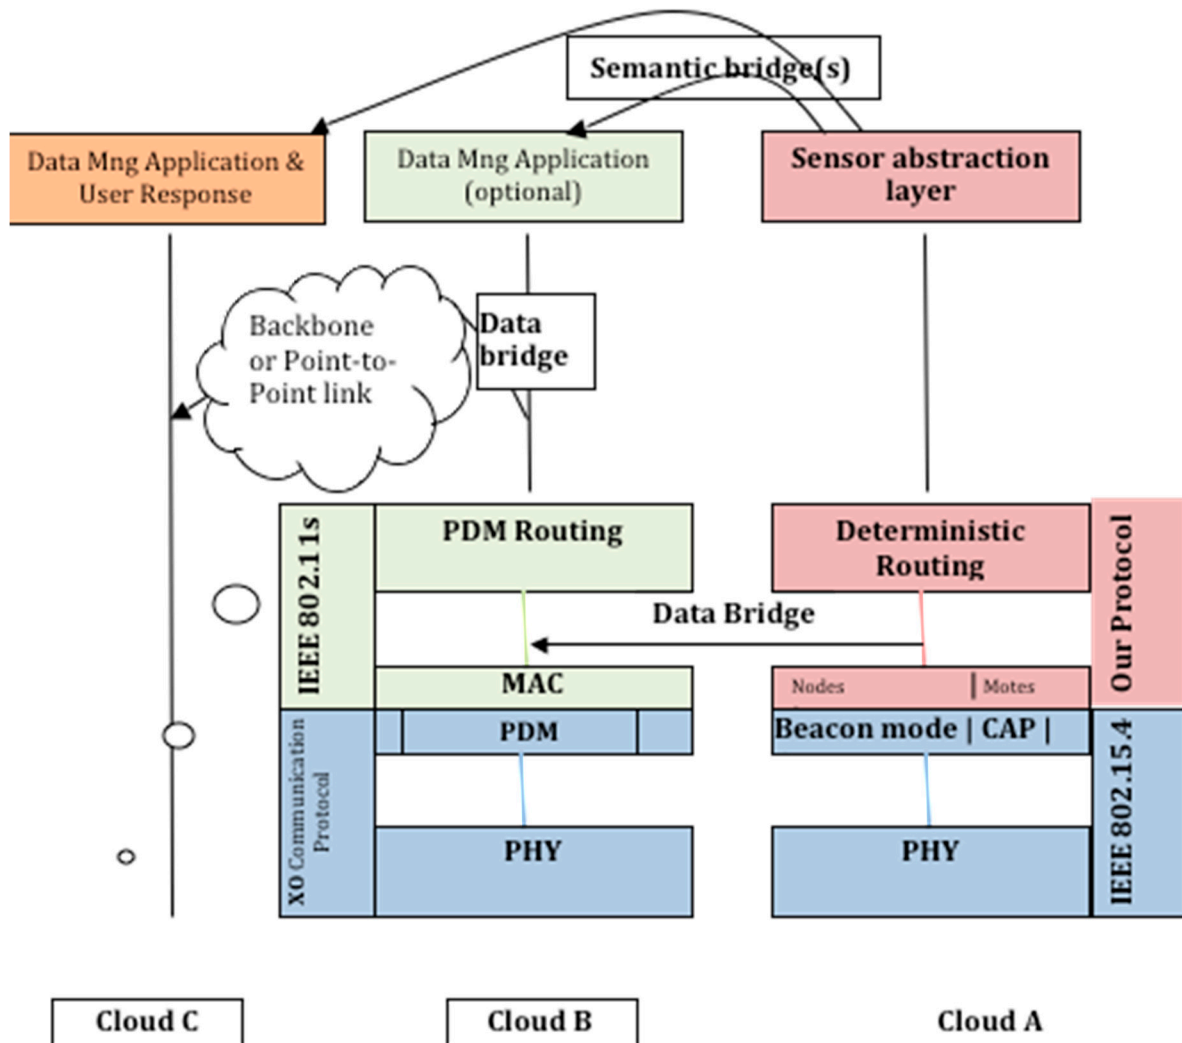 Semantic bridge(s)
Data Mng Application &
User Response
Data Mng Application
(optional)
Sensor abstraction
layer
Backbone
or Point-to-
Point link
Data
bridge
IEEE 802.11s
PDM Routing
Deterministic
Routing
Our Protocol
Data Bridge
MAC
Nodes
| Motes
XO Communication
Protocol
PDM
Beacon mode | CAP |
IEEE 802.15.4
PHY
PHY
Cloud C
Cloud B
Cloud A